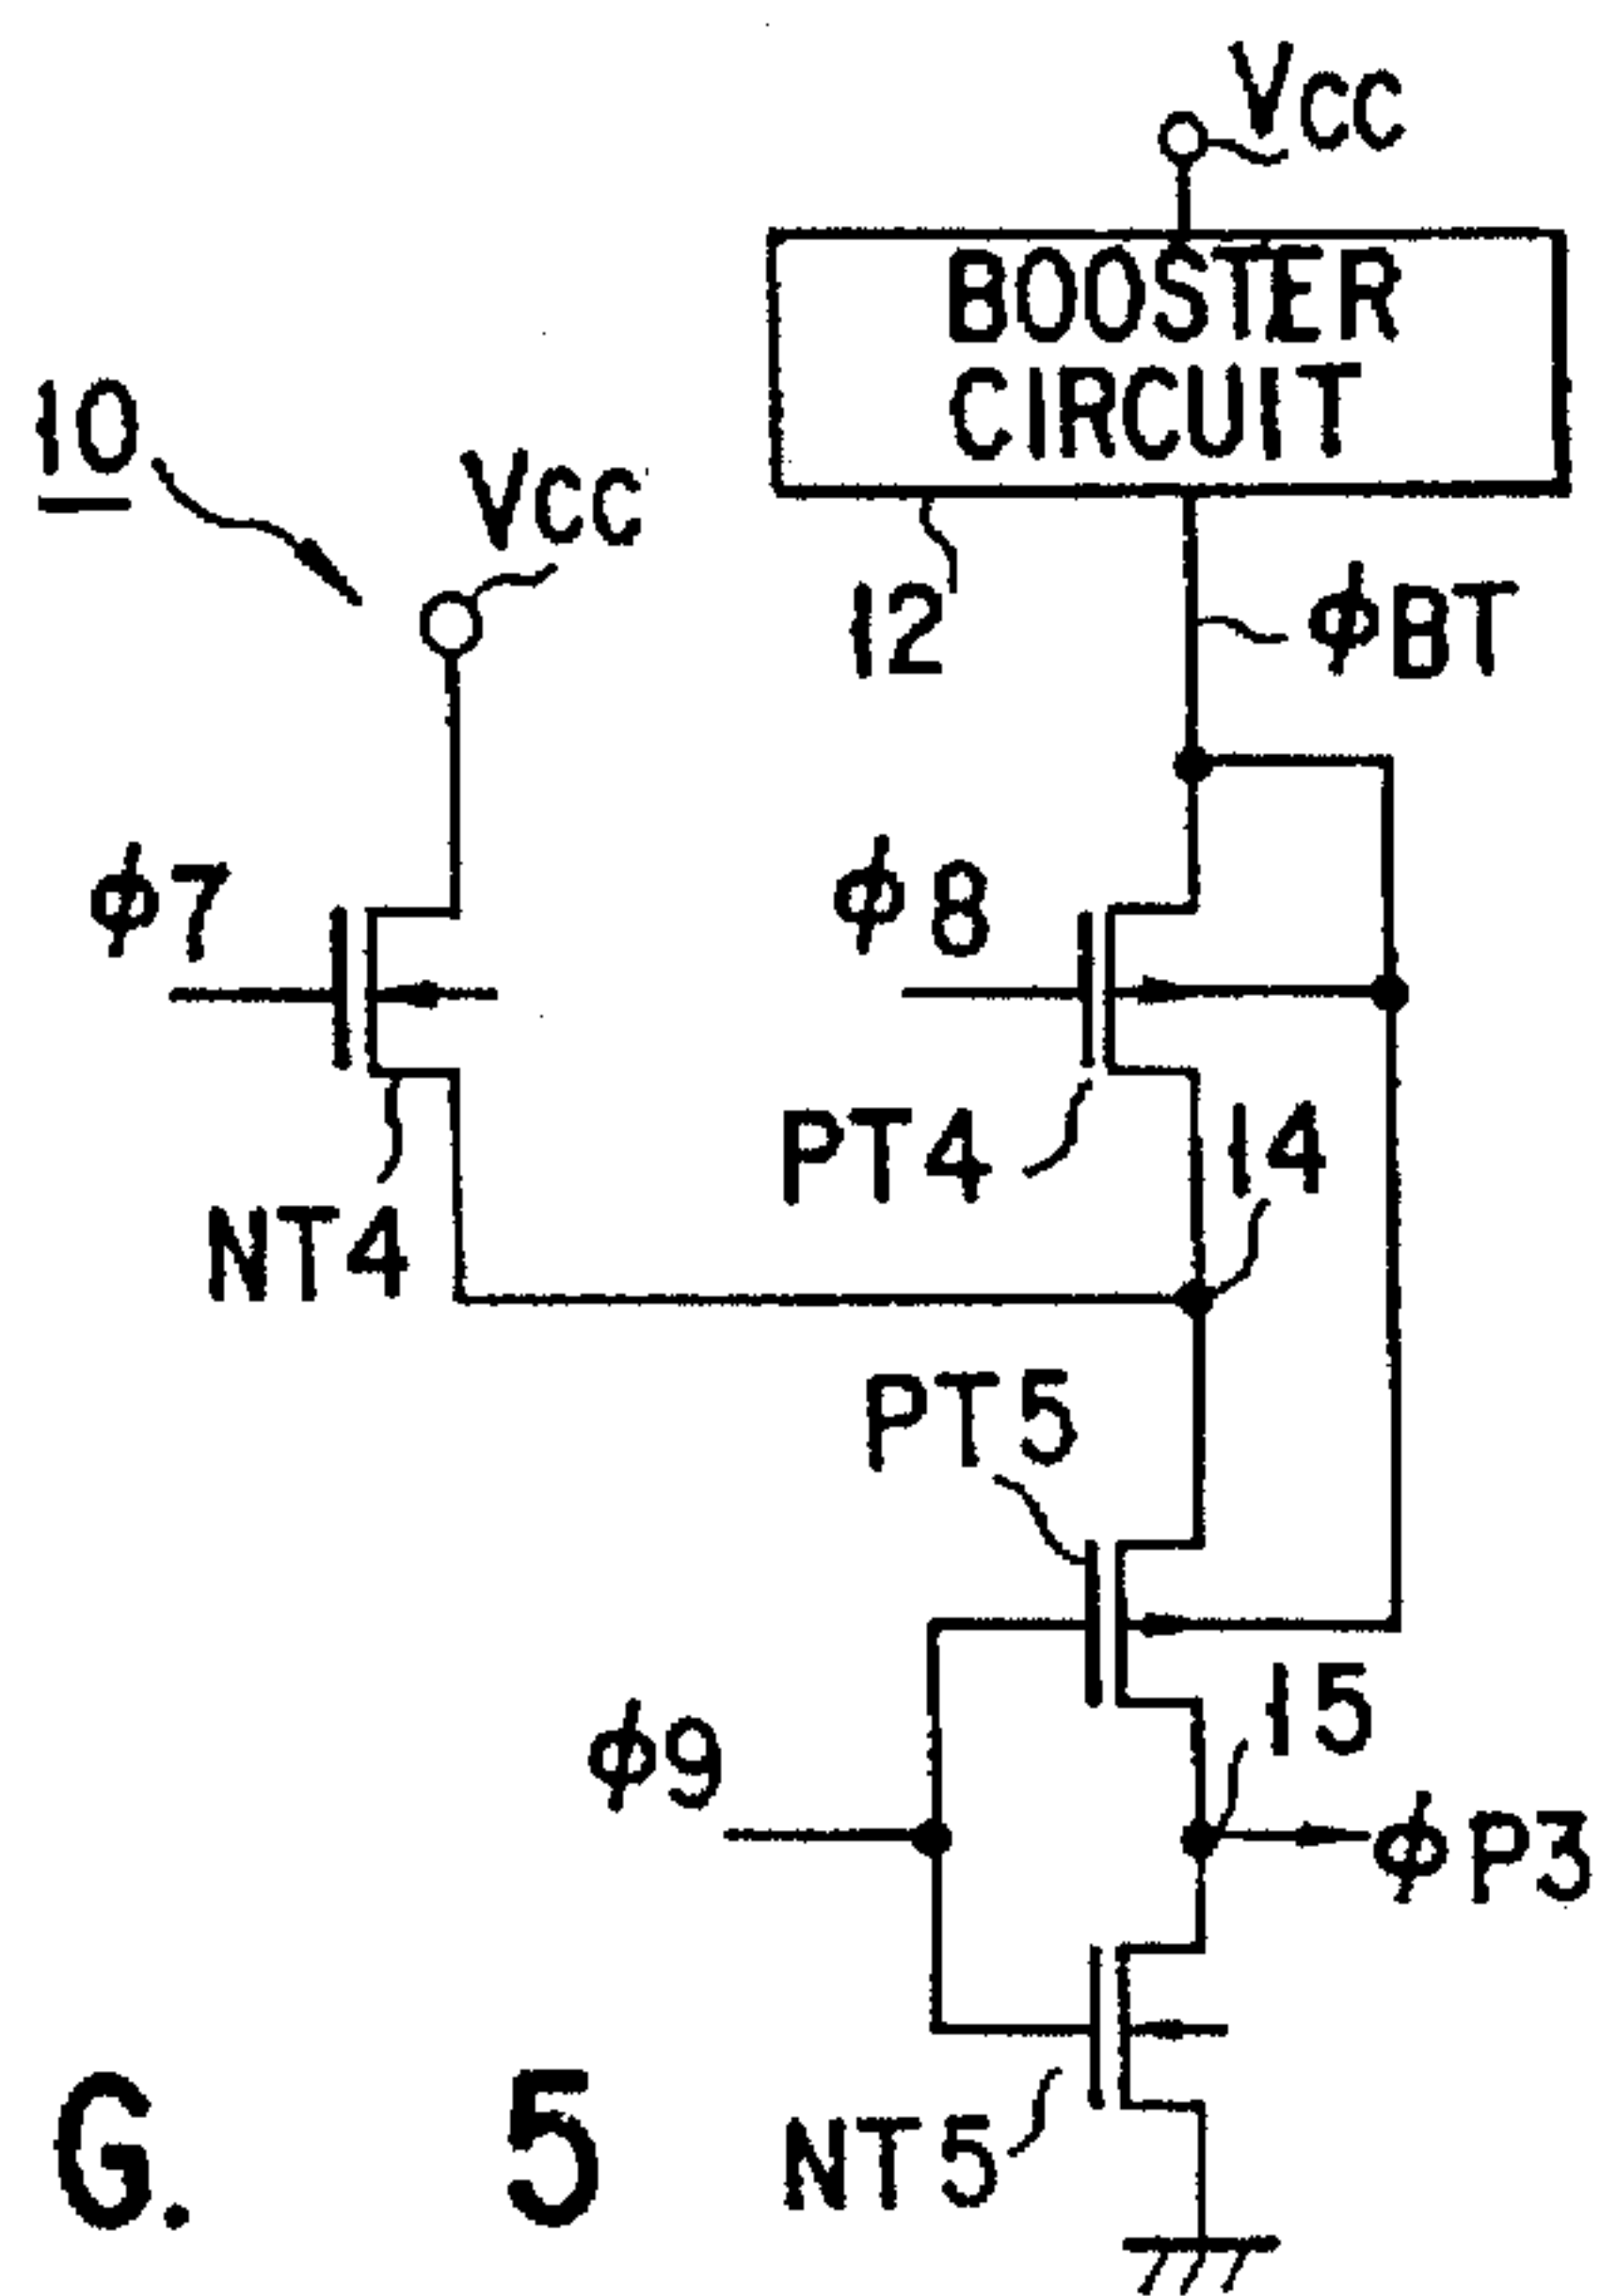 VCC
BOOSTER
CIRCUIT
10
VCC
12
φBT
φ7
φ8
PT4
14
NT4
PT5
15
φ9
φP3
NT5
G. 5